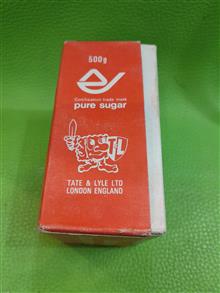 500g
Certification trade mark
pure sugar
T&L
TATE & LYLE LTD
LONDON ENGLAND